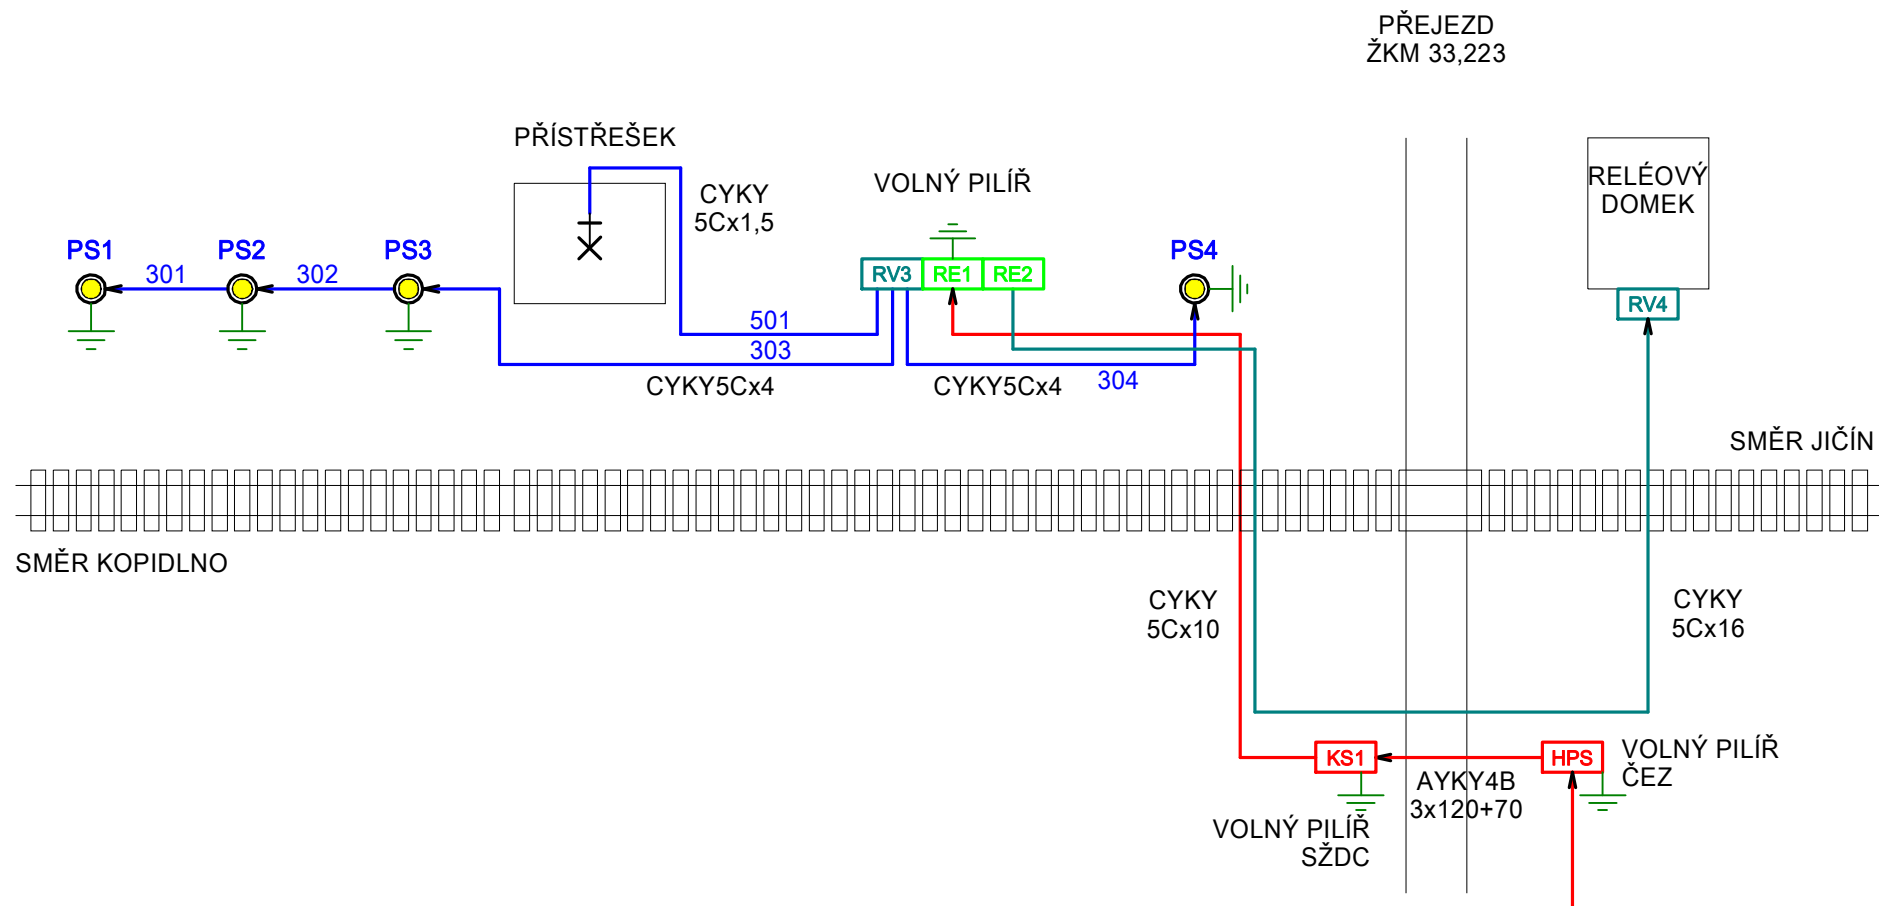 PŘEJEZD
ŽKM 33,223
PŘÍSTŘEŠEK
VOLNÝ PILÍŘ
CYKY
5Cx1,5
RELÉOVÝ
DOMEK
PS1
PS2
PS3
PS4
301
302
RV3
RE1
RE2
RV4
501
303
304
CYKY5Cx4
CYKY5Cx4
SMĚR JIČÍN
SMĚR KOPIDLNO
CYKY
5Cx10
CYKY
5Cx16
KS1
HPS
VOLNÝ PILÍŘ
ČEZ
AYKY4B
3x120+70
VOLNÝ PILÍŘ
SŽDC